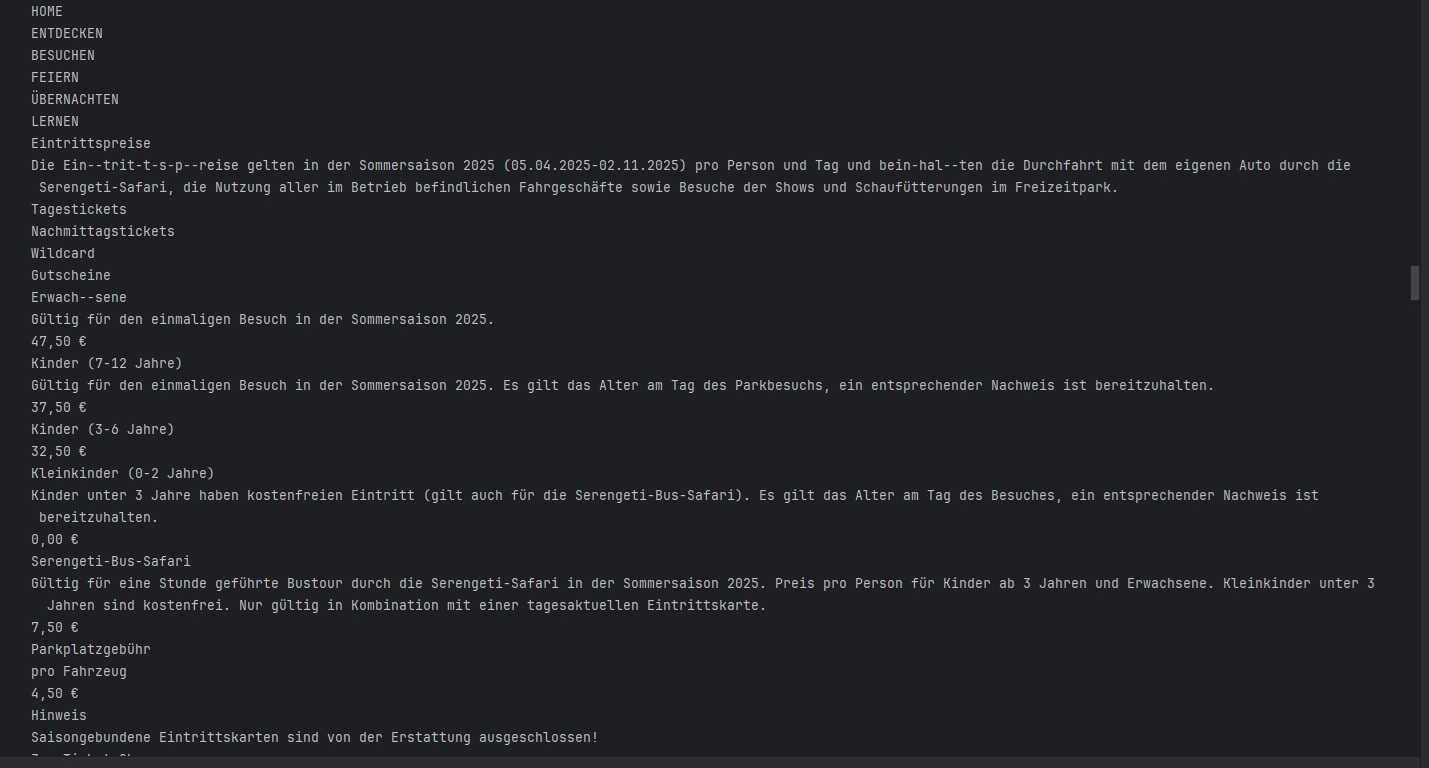 HOME
ENTDECKEN
BESUCHEN
FEIERN
ÜBERNACHTEN
LERNEN
Eintrittspreise
Die Ein--trit-t-s-p--reise gelten in der Sommersaison 2025 (05.04.2025-02.11.2025) pro Person und Tag und bein-hal--ten die Durchfahrt mit dem eigenen Auto durch die
Serengeti-Safari, die Nutzung aller im Betrieb befindlichen Fahrgeschäfte sowie Besuche der Shows und Schaufütterungen im Freizeitpark.
Tagestickets
Nachmittagstickets
Wildcard
Gutscheine
Erwach--sene
Gültig für den einmaligen Besuch in der Sommersaison 2025.
47,50 €
Kinder (7-12 Jahre)
Gültig für den einmaligen Besuch in der Sommersaison 2025. Es gilt das Alter am Tag des Parkbesuchs, ein entsprechender Nachweis ist bereitzuhalten.
37,50 €
Kinder (3-6 Jahre)
32,50 €
Kleinkinder (0-2 Jahre)
Kinder unter 3 Jahre haben kostenfreien Eintritt (gilt auch für die Serengeti-Bus-Safari). Es gilt das Alter am Tag des Besuches, ein entsprechender Nachweis ist
bereitzuhalten.
0,00 €
Serengeti-Bus-Safari
Gültig für eine Stunde geführte Bustour durch die Serengeti-Safari in der Sommersaison 2025. Preis pro Person für Kinder ab 3 Jahren und Erwachsene. Kleinkinder unter 3
Jahren sind kostenfrei. Nur gültig in Kombination mit einer tagesaktuellen Eintrittskarte.
7,50 €
Parkplatzgebühr
pro Fahrzeug
4,50 €
Hinweis
Saisongebundene Eintrittskarten sind von der Erstattung ausgeschlossen!